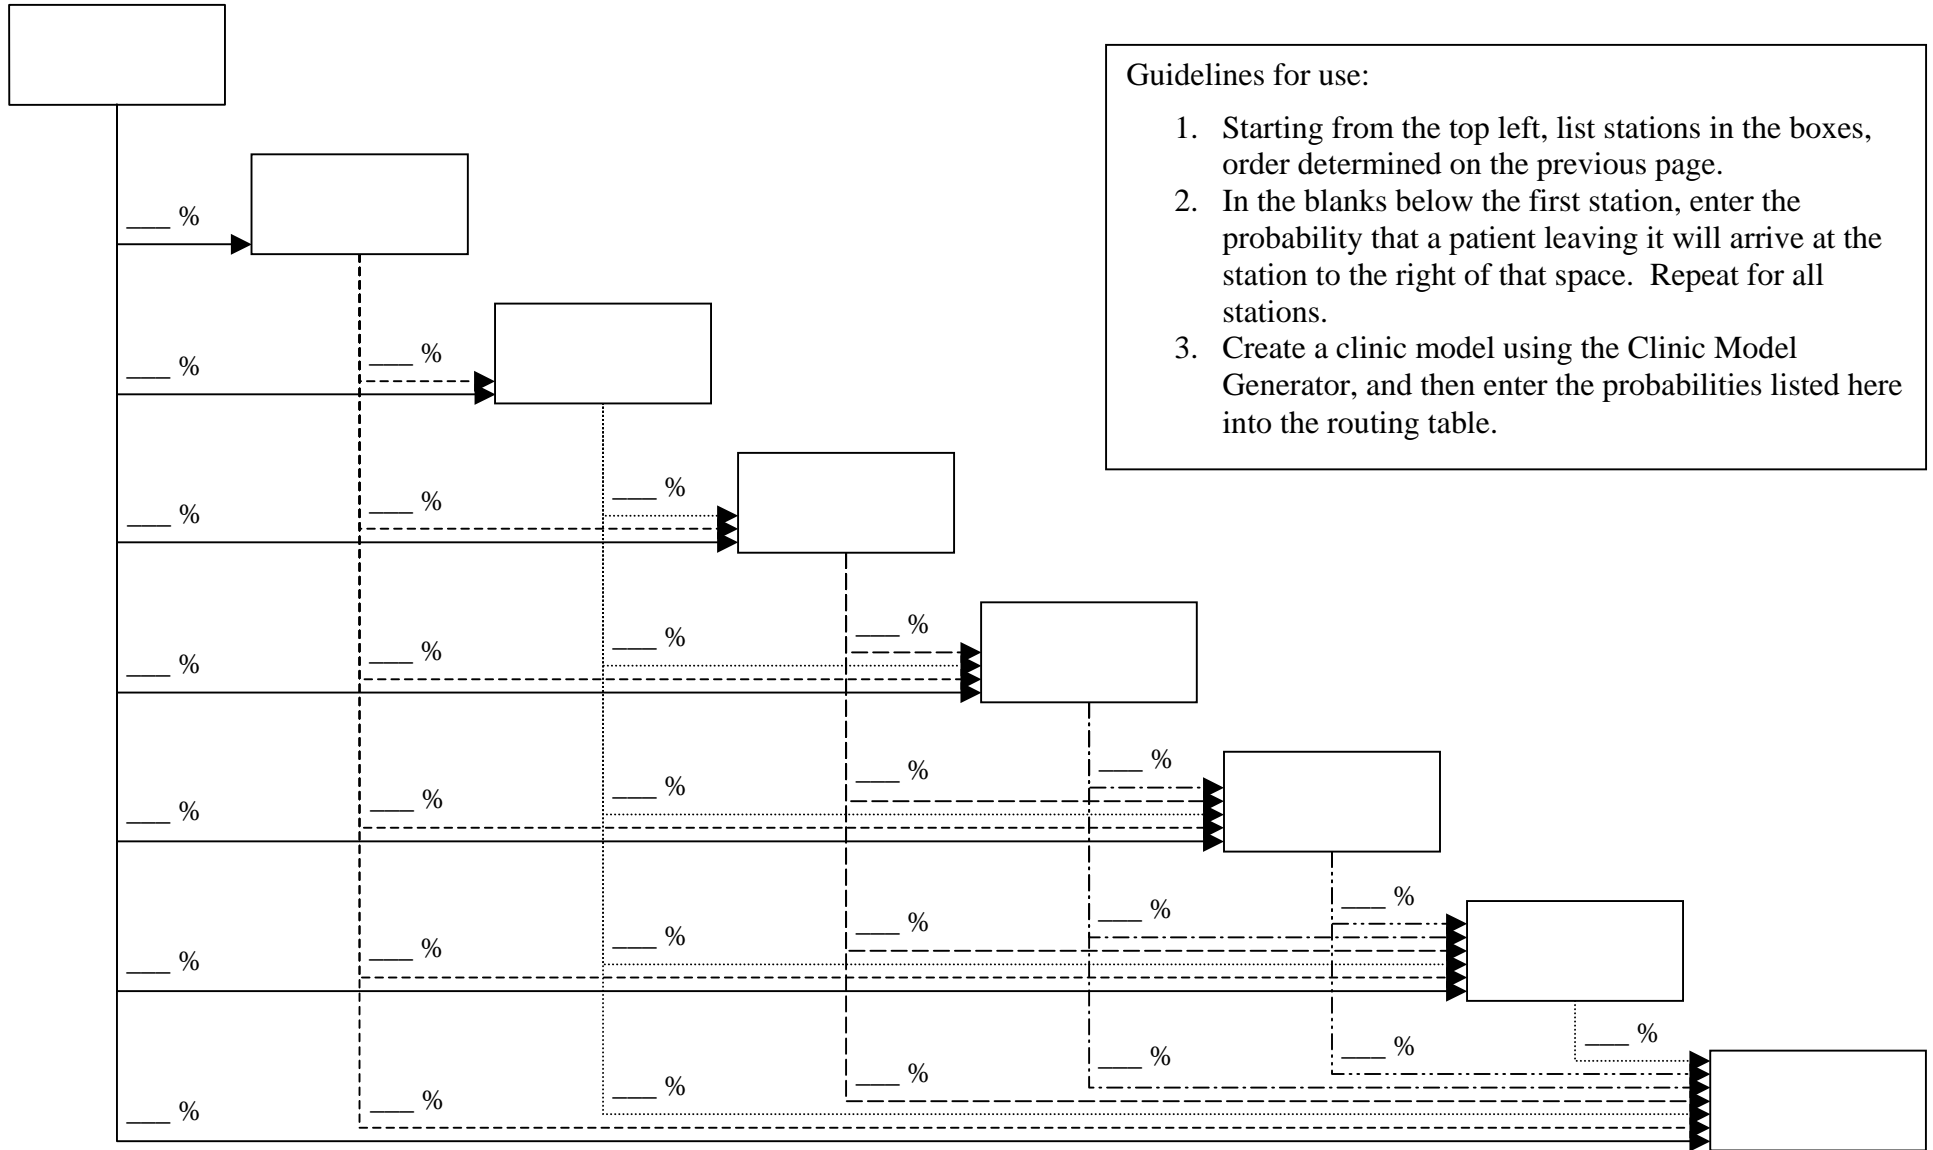 Guidelines for use:
1. Starting from the top left, list stations in the boxes,
order determined on the previous page.
2. In the blanks below the first station, enter the
probability that a patient leaving it will arrive at the
station to the right of that space. Repeat for all
stations.
3. Create a clinic model using the Clinic Model
Generator, and then enter the probabilities listed here
into the routing table.
___ %
___ % ___ %
___ % ___ % ___ %
___ % ___ % ___ % ___ %
___ % ___ % ___ % ___ % ___ %
___ % ___ % ___ % ___ % ___ % ___ %
___ % ___ % ___ % ___ % ___ % ___ % ___ %